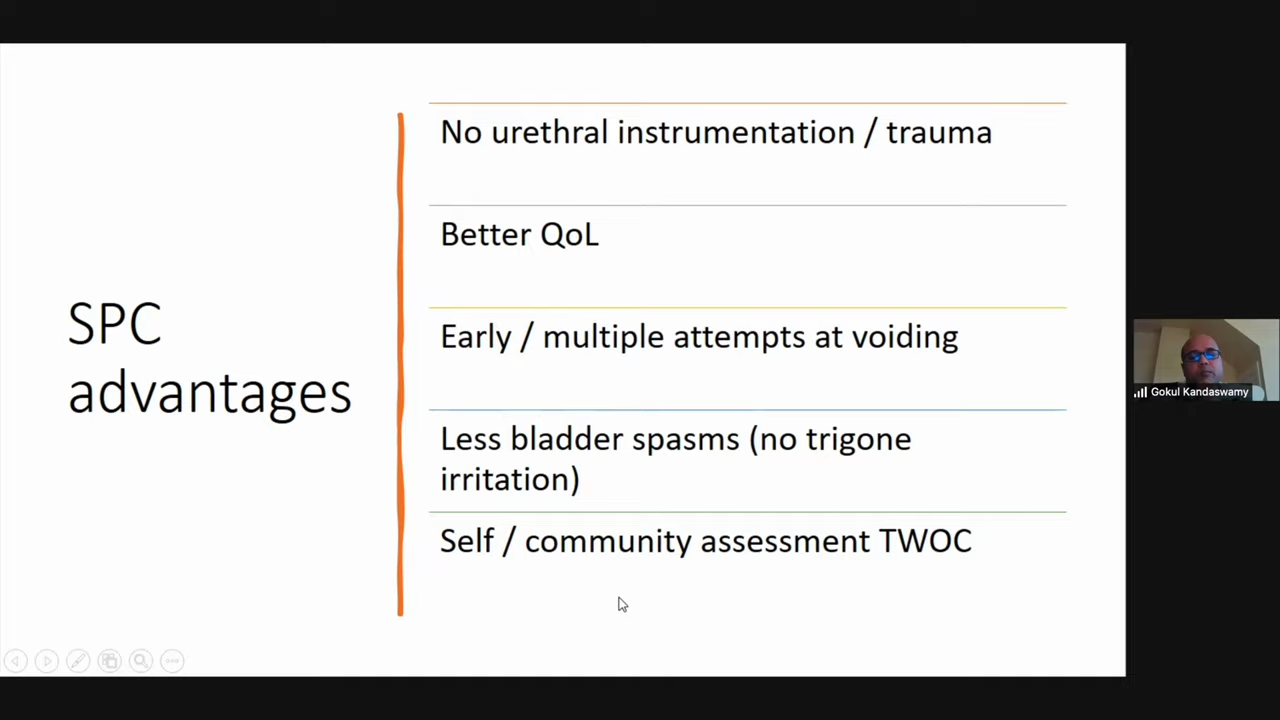 SPC
advantages
No urethral instrumentation / trauma
Better QoL
Early / multiple attempts at voiding
Less bladder spasms (no trigone
irritation)
Self / community assessment TWOC
Gokul Kandaswamy